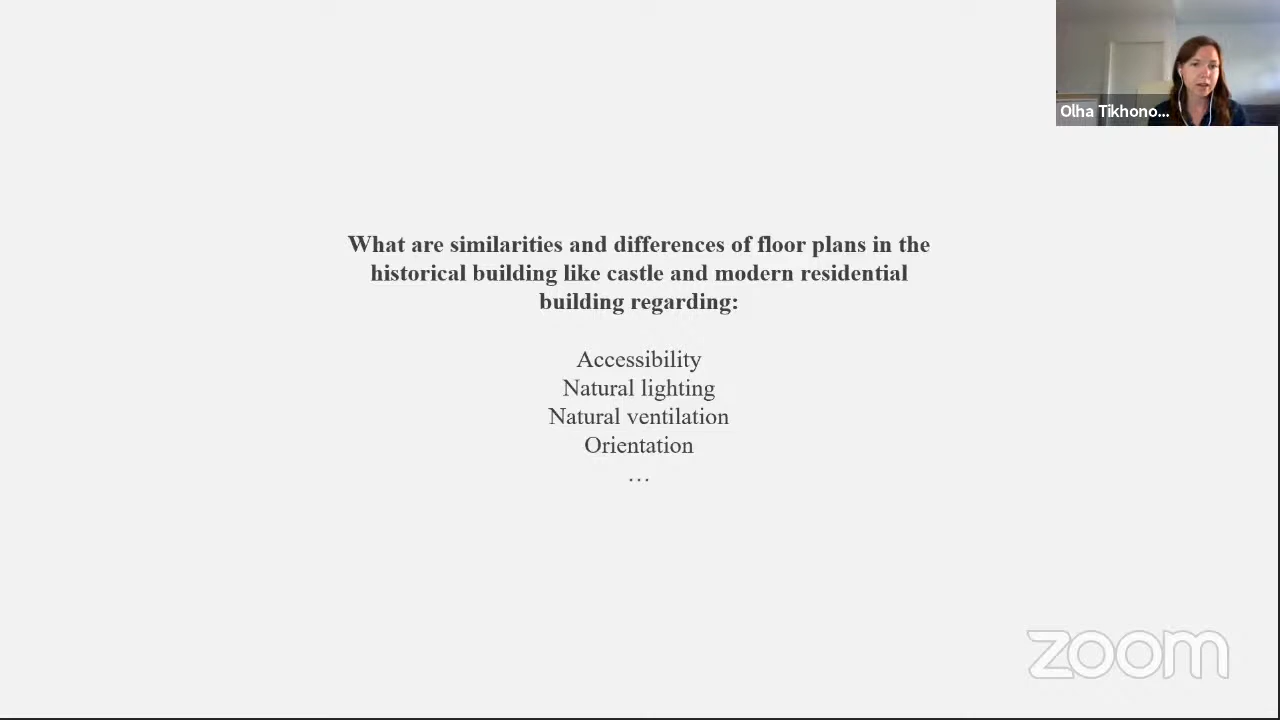 Olha Tikhono...
What are similarities and differences of floor plans in the
historical building like castle and modern residential
building regarding:
Accessibility
Natural lighting
Natural ventilation
Orientation
…
zoom